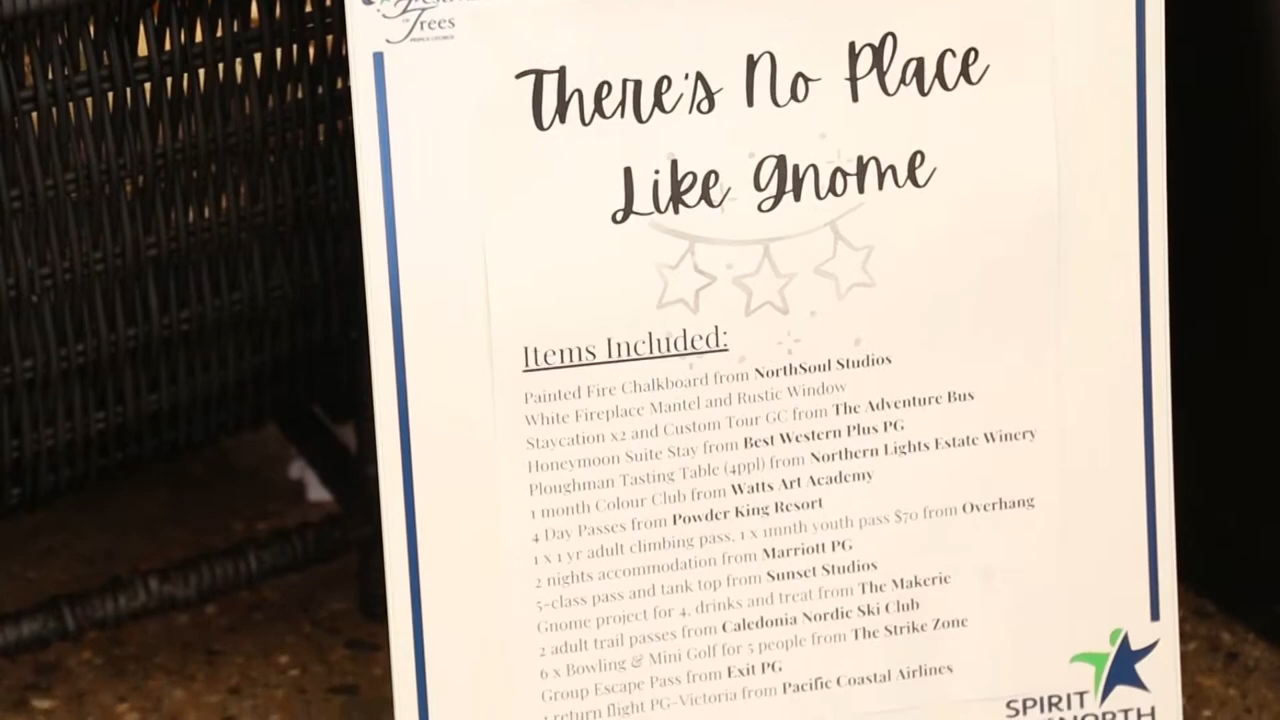 Trees
There's No Place
Like Gnome
Items Included:
Painted Fire Chalkboard from NorthSoul Studios
White Fireplace Mantel and Rustic Window
Staycation x2 and Custom Tour GC from The Adventure Bus
Honeymoon Suite Stay from Best Western Plus PG
Ploughman Tasting Table (4ppl) from Northern Lights Estate Winery
1 month Colour Club from Watts Art Academy
4 Day Passes from Powder King Resort
1 x 1 yr adult climbing pass, 1 x 1mnth youth pass $70 from Overhang
2 nights accommodation from Marriott PG
5-class pass and tank top from Sunset Studios
Gnome project for 4, drinks and treat from The Makerie
2 adult trail passes from Caledonia Nordic Ski Club
6 x Bowling & Mini Golf for 5 people from The Strike Zone
Group Escape Pass from Exit PG
1 return flight PG-Victoria from Pacific Coastal Airlines
SPIRIT
NORTH